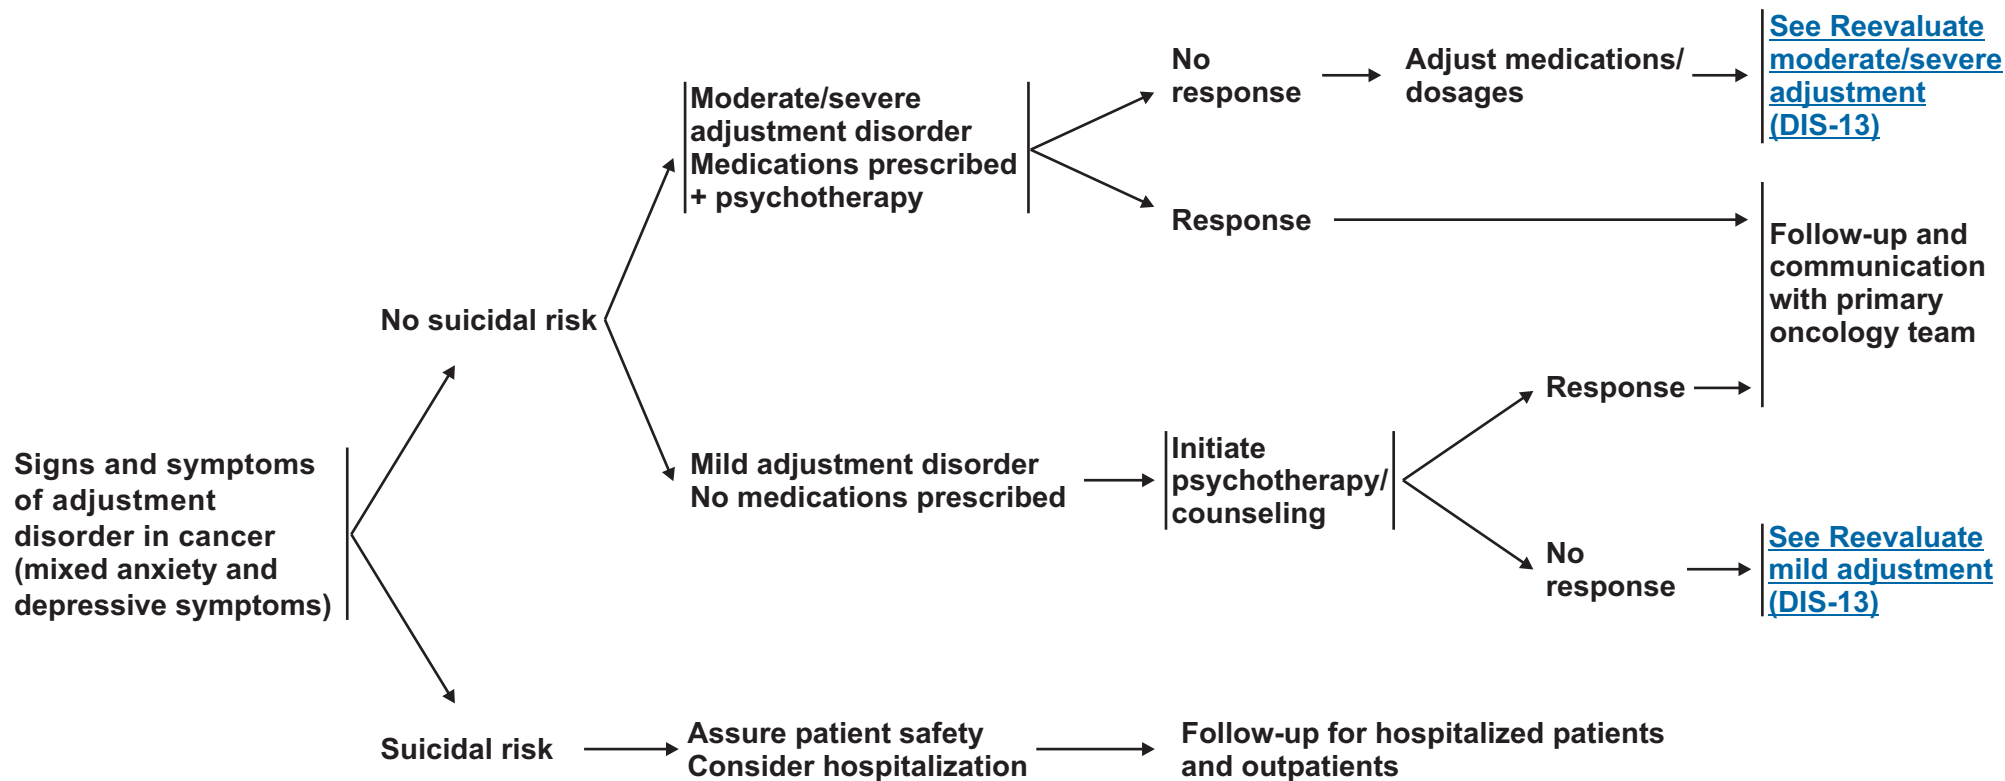 Signs and symptoms
of adjustment
disorder in cancer
(mixed anxiety and
depressive symptoms)
No suicidal risk
Moderate/severe
adjustment disorder
Medications prescribed
+ psychotherapy
No
response
Adjust medications/
dosages
See Reevaluate
moderate/severe
adjustment
(DIS-13)
Response
Follow-up and
communication
with primary
oncology team
Mild adjustment disorder
No medications prescribed
Initiate
psychotherapy/
counseling
Response
No
response
See Reevaluate
mild adjustment
(DIS-13)
Suicidal risk
Assure patient safety
Consider hospitalization
Follow-up for hospitalized patients
and outpatients